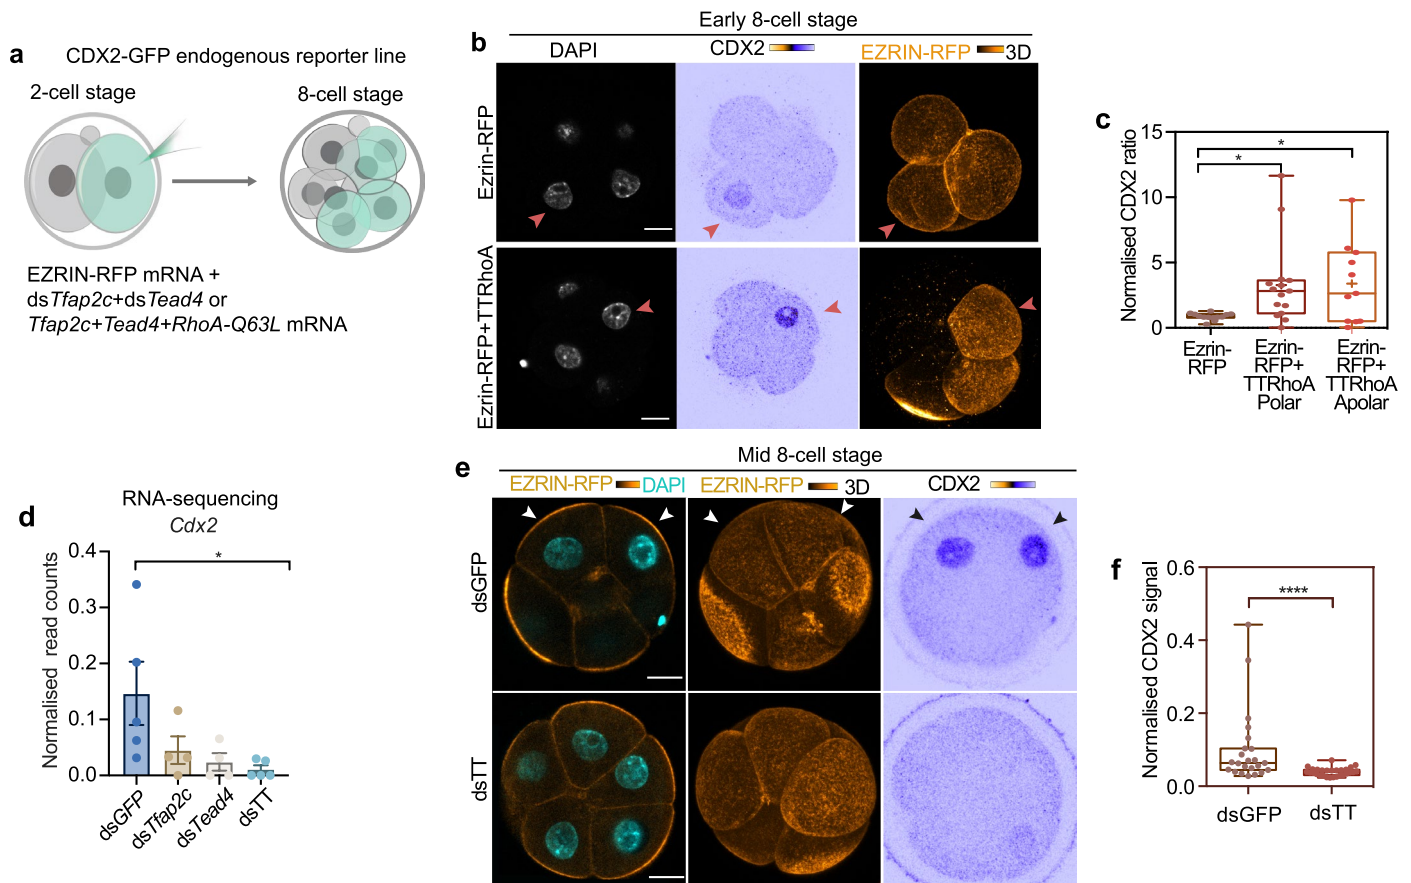 a
CDX2-GFP endogenous reporter line
2-cell stage
8-cell stage
EZRIN-RFP mRNA +
dsTfap2c+dsTead4 or
Tfap2c+Tead4+RhoA-Q63L mRNA
b
Early 8-cell stage
DAPI
CDX2
EZRIN-RFP
3D
Ezrin-RFP
Ezrin-RFP+TTRhoA
c
Normalised CDX2 ratio
15
10
5
0
*
*
Ezrin-
RFP
Ezrin-
RFP+
TTRhoA
Polar
Ezrin-
RFP+
TTRhoA
Apolar
d
RNA-sequencing
Cdx2
Normalised read counts
0.4
0.3
0.2
0.1
0.0
*
dsGFP
dsTfap2c
dsTead4
dsTT
e
Mid 8-cell stage
EZRIN-RFP
DAPI
EZRIN-RFP
3D
CDX2
dsGFP
dsTT
f
Normalised CDX2 signal
0.6
0.4
0.2
0.0
****
dsGFP
dsTT